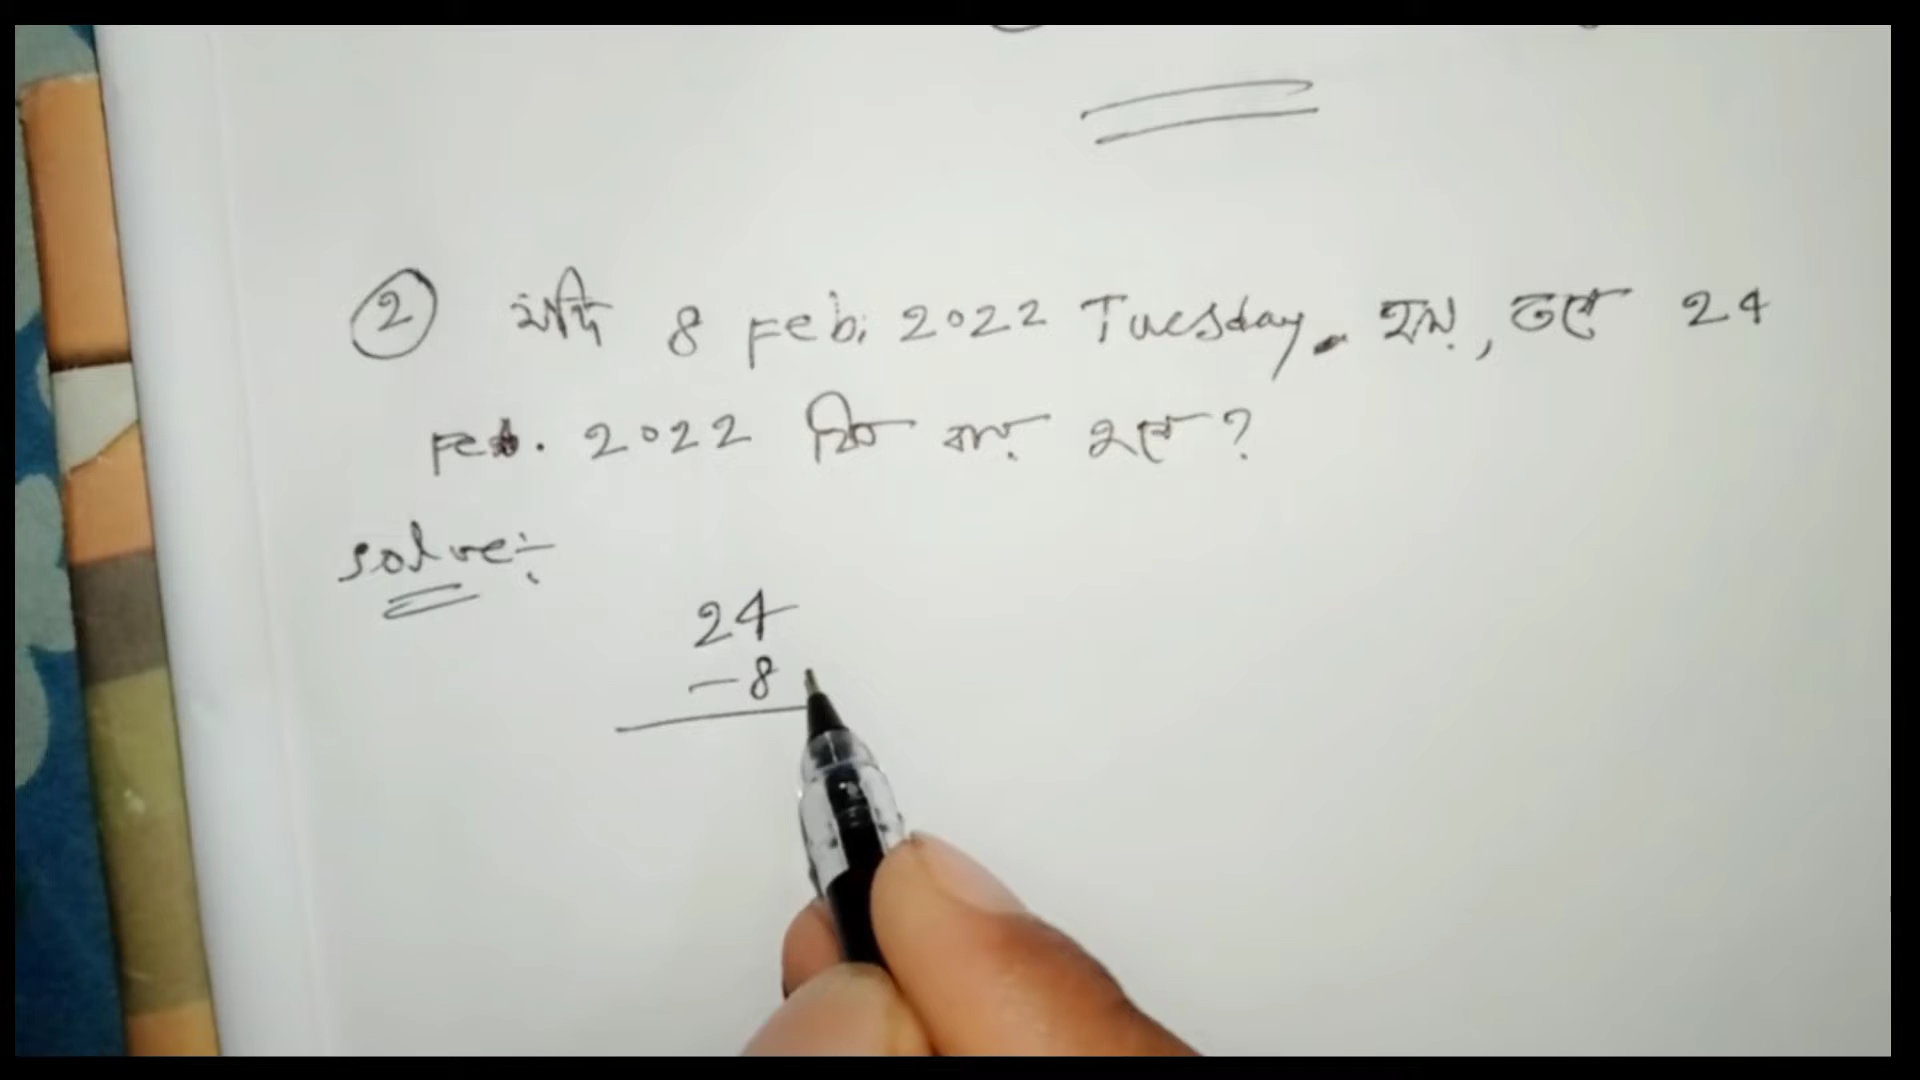 ② যদি 8 Feb. 2022 Tuesday. হয়, তবে 24
Feb. 2022 কি বার হবে?
Solve:-
24
-8